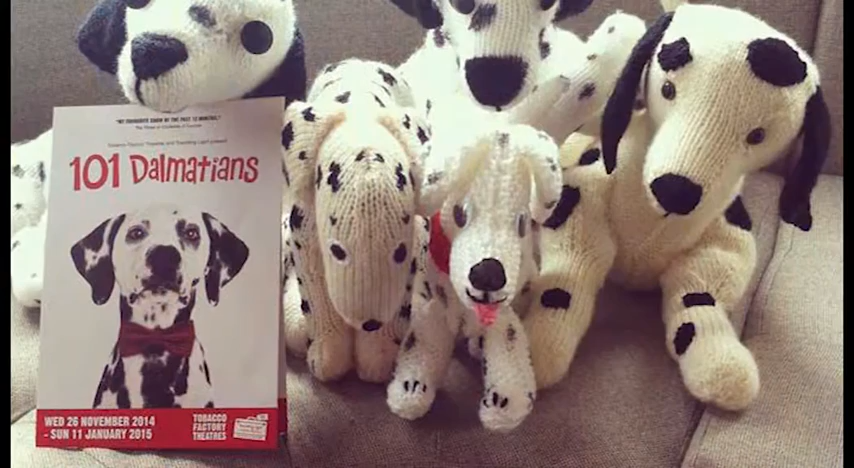 "MY FAVOURITE SHOW OF THE PAST 12 MONTHS."
101 Dalmatians
WED 26 NOVEMBER 2014
- SUN 11 JANUARY 2015
TOBACCO
FACTORY
THEATRES